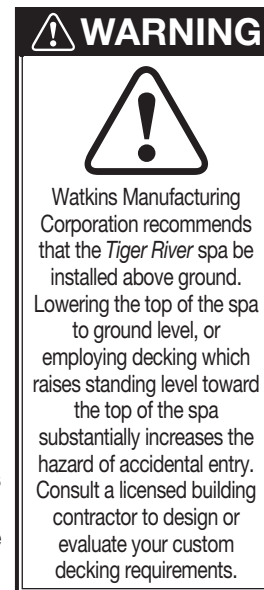 WARNING
Watkins Manufacturing
Corporation recommends
that the Tiger River spa be
installed above ground.
Lowering the top of the spa
to ground level, or
employing decking which
raises standing level toward
the top of the spa
substantially increases the
hazard of accidental entry.
Consult a licensed building
contractor to design or
evaluate your custom
decking requirements.